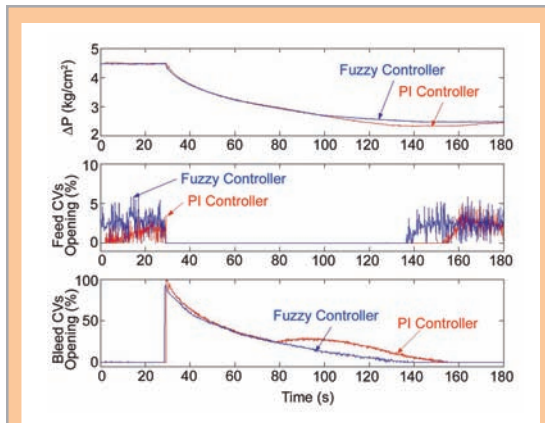 5
4
3
2
ΔP (kg/cm²)
Fuzzy Controller
PI Controller
0 20 40 60 80 100 120 140 160 180
10
5
0
Feed CVs
Opening (%)
Fuzzy Controller
PI Controller
0 20 40 60 80 100 120 140 160 180
100
50
0
Bleed CVs
Opening (%)
Fuzzy Controller
PI Controller
0 20 40 60 80 100 120 140 160 180
Time (s)